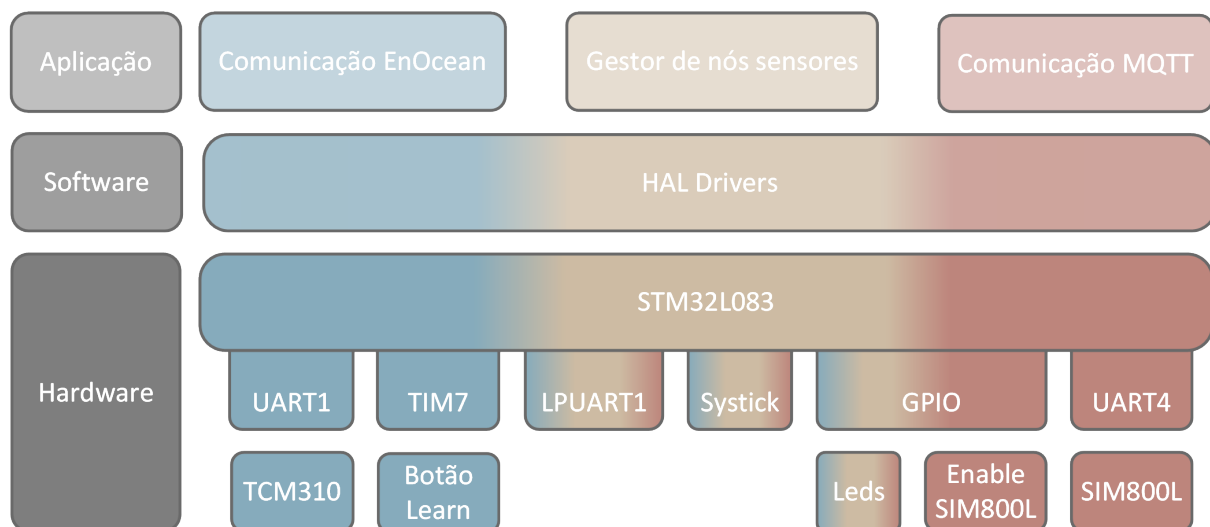 Aplicação
Comunicação EnOcean
Gestor de nós sensores
Comunicação MQTT
Software
HAL Drivers
Hardware
STM32L083
UART1
TIM7
LPUART1
Systick
GPIO
UART4
TCM310
Botão
Learn
Leds
Enable
SIM800L
SIM800L